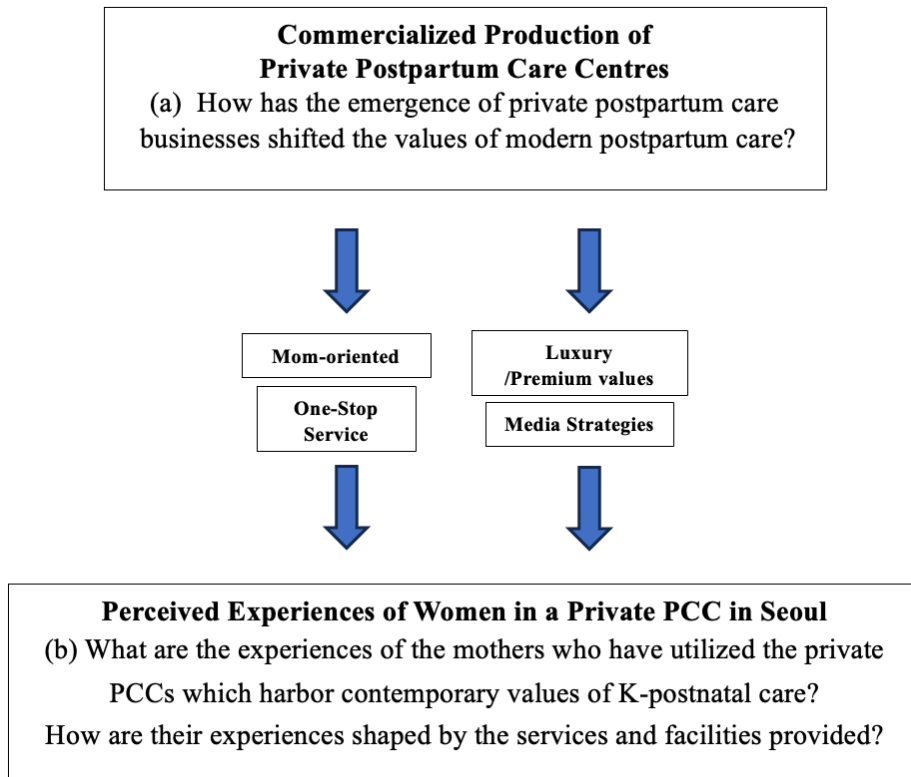 Commercialized Production of
Private Postpartum Care Centres
(a) How has the emergence of private postpartum care
businesses shifted the values of modern postpartum care?
Mom-oriented
One-Stop
Service
Luxury
/Premium values
Media Strategies
Perceived Experiences of Women in a Private PCC in Seoul
(b) What are the experiences of the mothers who have utilized the private
PCCs which harbor contemporary values of K-postnatal care?
How are their experiences shaped by the services and facilities provided?